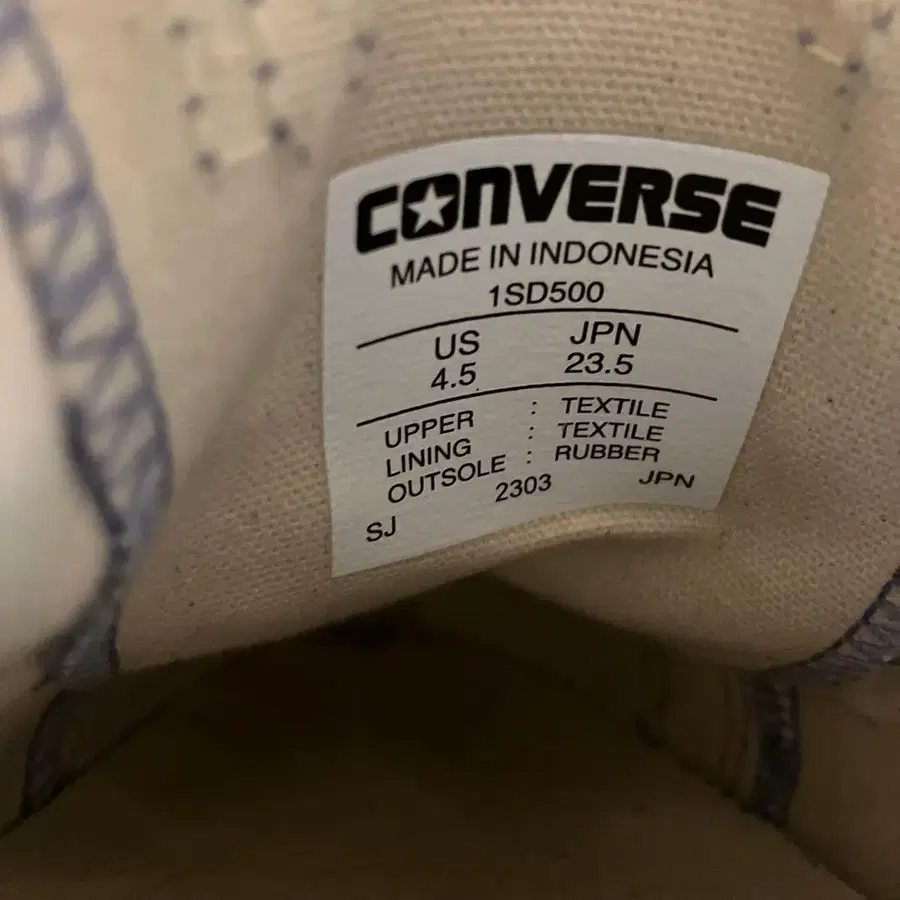 CONVERSE
MADE IN INDONESIA
1SD500
US JPN
4.5 23.5
UPPER : TEXTILE
LINING : TEXTILE
OUTSOLE : RUBBER
SJ 2303 JPN